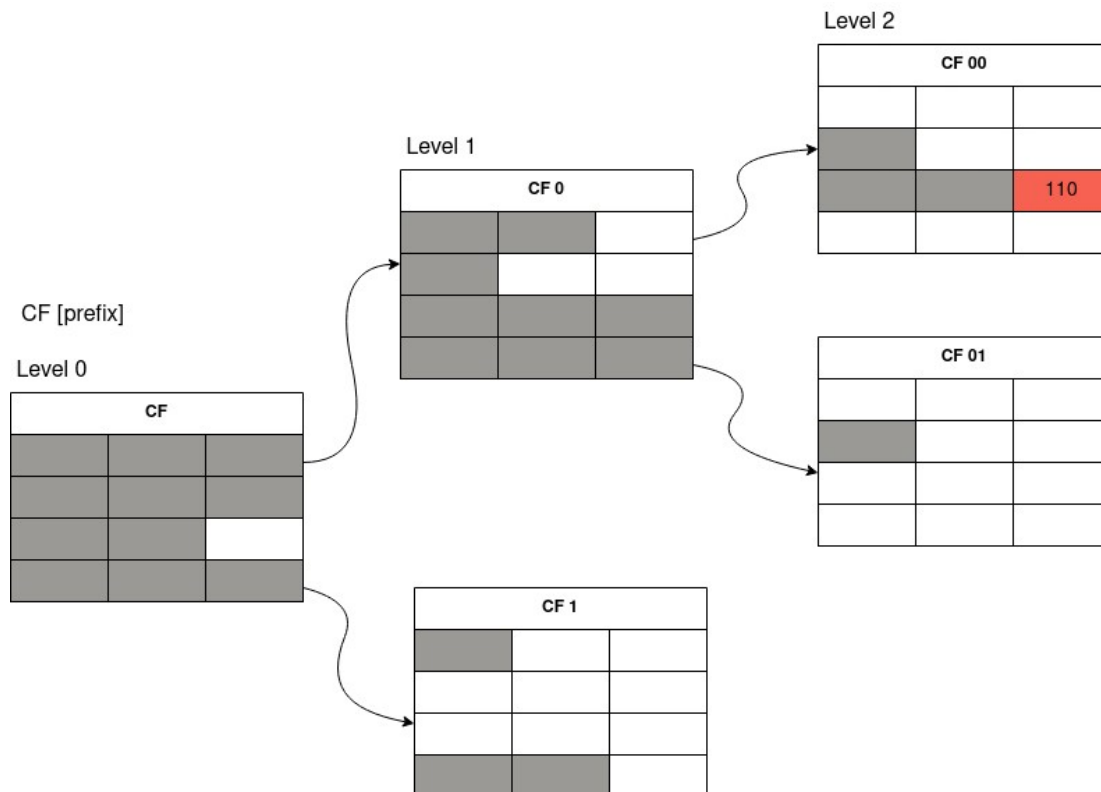 Level 2
CF 00
110
Level 1
CF 0
CF [prefix]
Level 0
CF
CF 01
CF 1